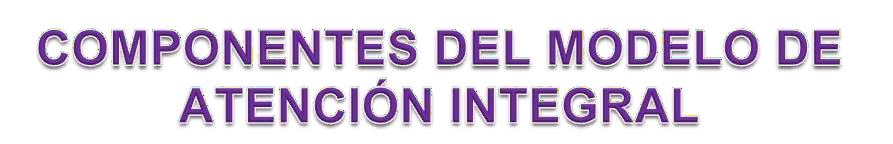 COMPONENTES DEL MODELO DE
ATENCIÓN INTEGRAL